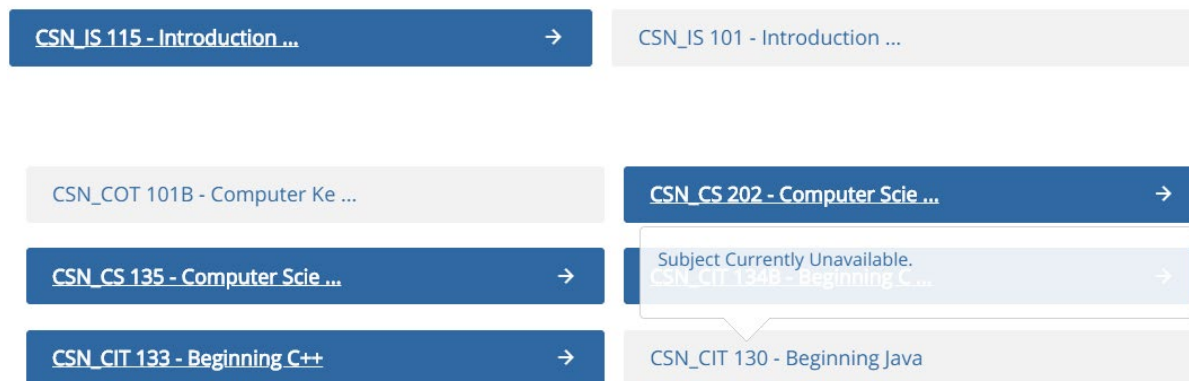 CSN_IS 115 - Introduction ...
CSN_IS 101 - Introduction ...
CSN_COT 101B - Computer Ke ...
CSN_CS 202 - Computer Scie ...
Subject Currently Unavailable.
CSN_CS 135 - Computer Scie ...
CSN_CIT 134B - Beginning C ...
CSN_CIT 133 - Beginning C++
CSN_CIT 130 - Beginning Java